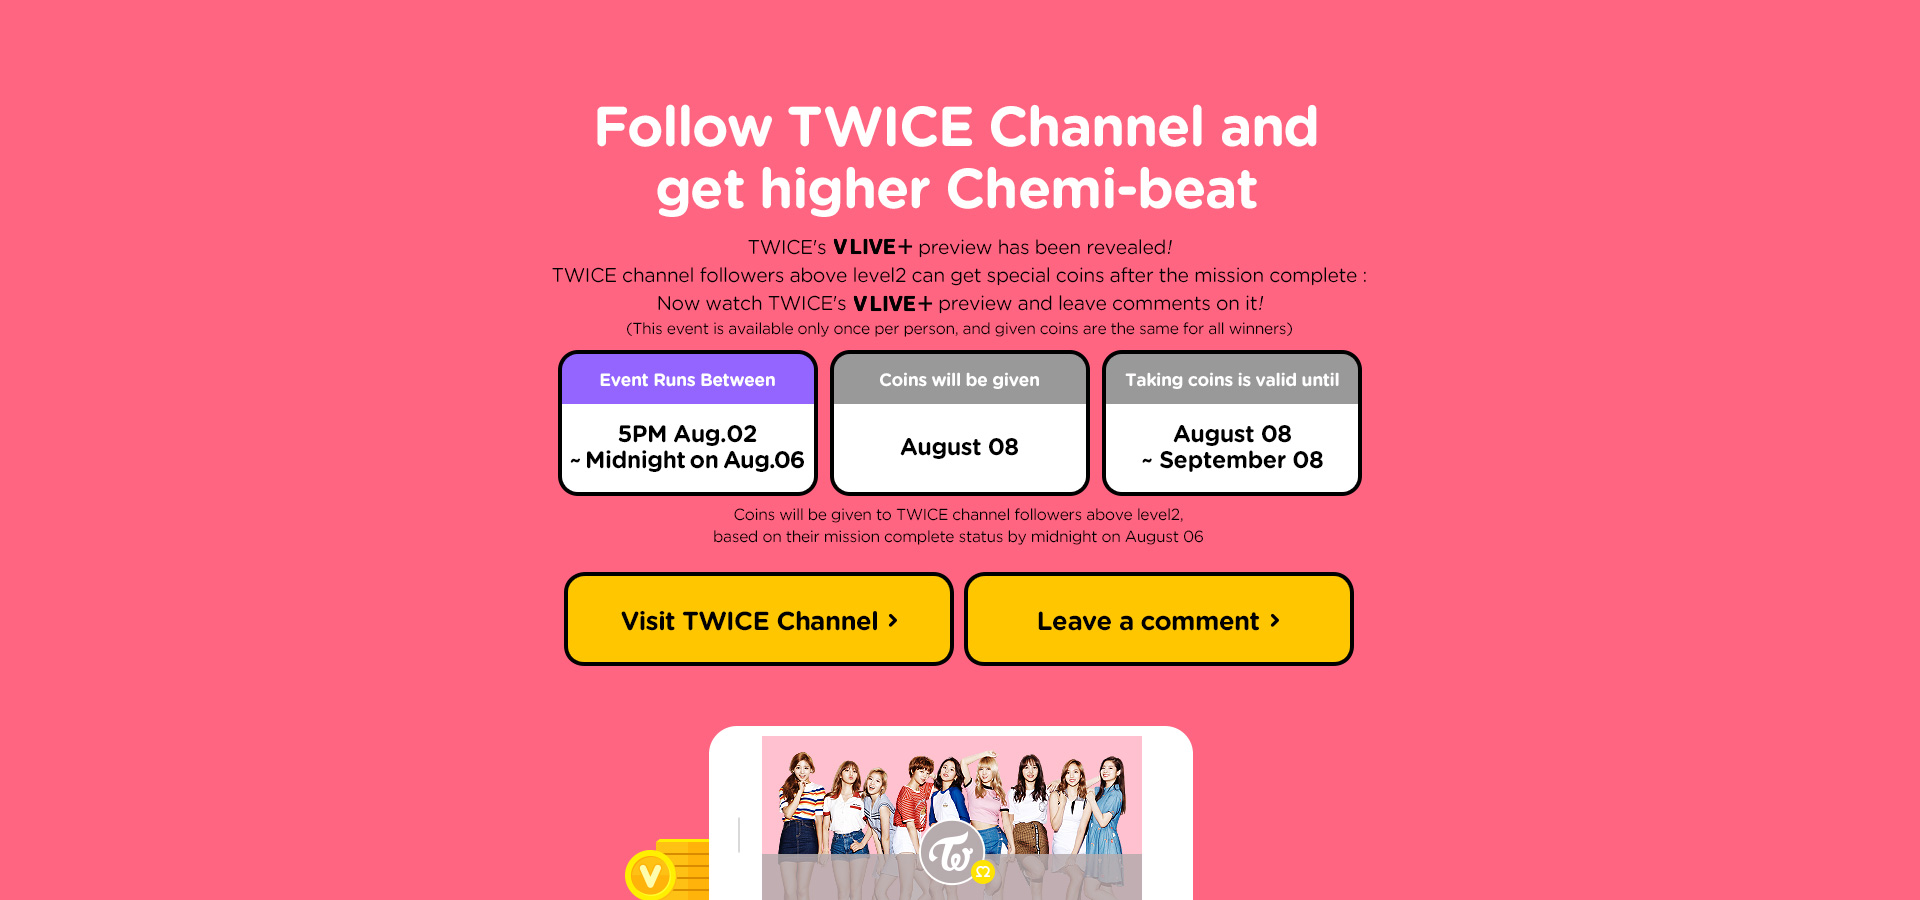 Follow TWICE Channel and
get higher Chemi-beat
TWICE's V LIVE+ preview has been revealed!
TWICE channel followers above level2 can get special coins after the mission complete :
Now watch TWICE's V LIVE+ preview and leave comments on it!
(This event is available only once per person, and given coins are the same for all winners)
Event Runs Between
5PM Aug.02
~ Midnight on Aug.06
Coins will be given
August 08
Taking coins is valid until
August 08
~ September 08
Coins will be given to TWICE channel followers above level2,
based on their mission complete status by midnight on August 06
Visit TWICE Channel ›
Leave a comment ›
Tw
V